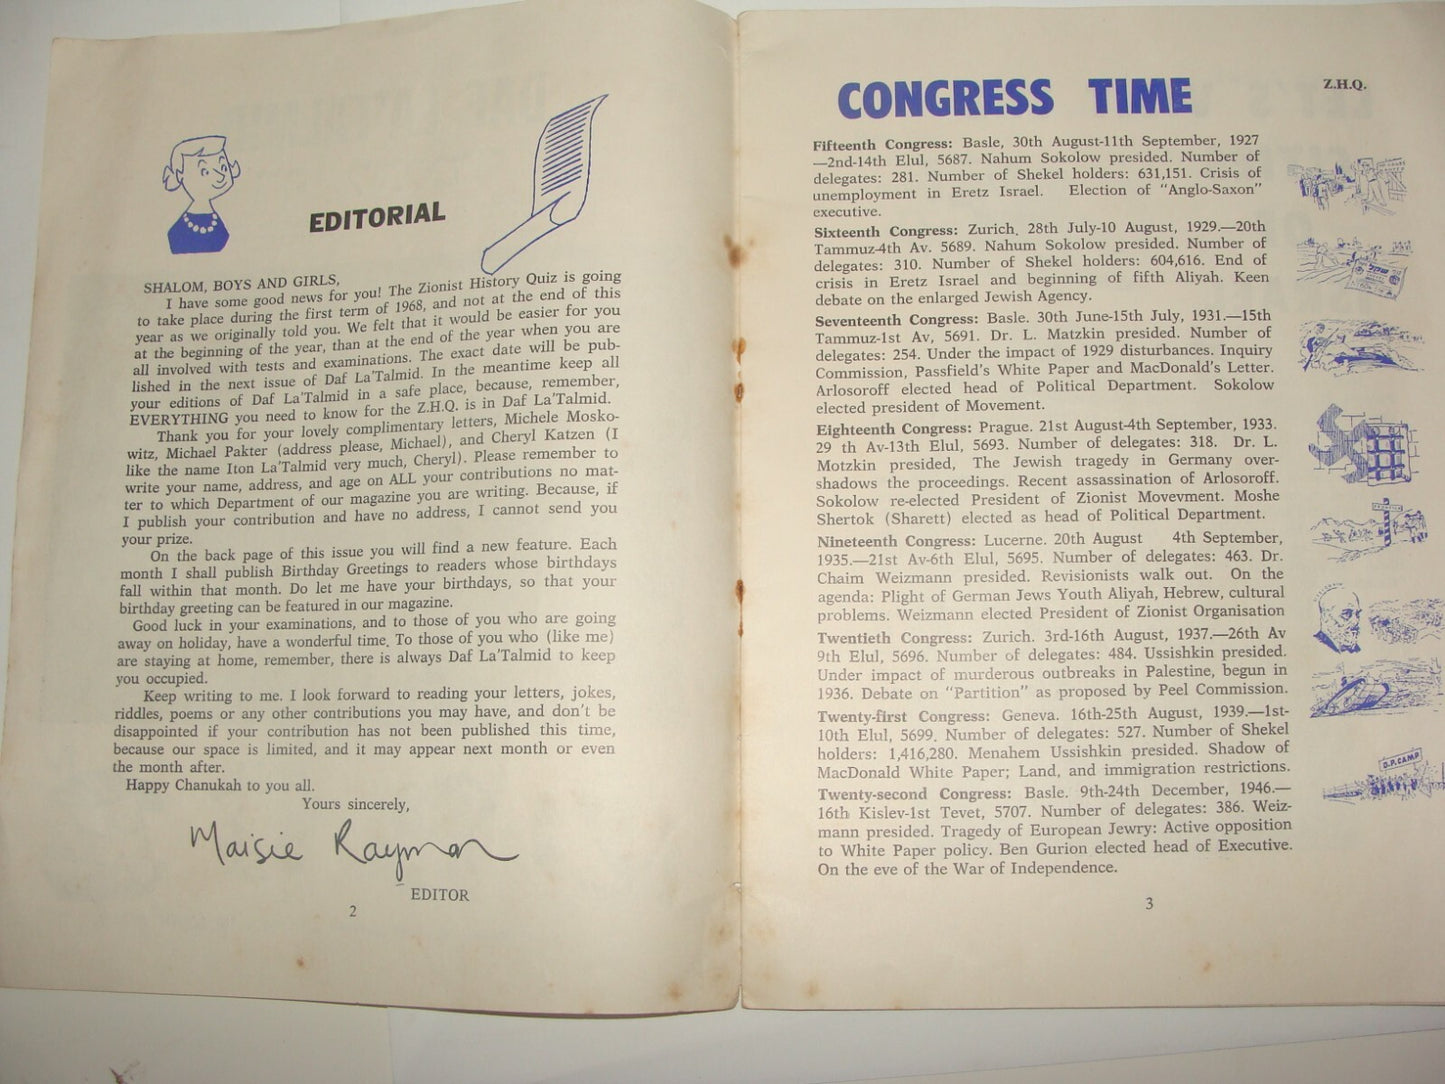 EDITORIAL
SHALOM, BOYS AND GIRLS,
I have some good news for you! The Zionist History Quiz is going
to take place during the first term of 1968, and not at the end of this
year as we originally told you. We felt that it would be easier for you
at the beginning of the year, than at the end of the year when you are
all involved with tests and examinations. The exact date will be pub-
lished in the next issue of Daf La'Talmid. In the meantime keep all
your editions of Daf La'Talmid in a safe place, because, remember,
EVERYTHING you need to know for the Z.H.Q. is in Daf La'Talmid.
Thank you for your lovely complimentary letters, Michele Mosko-
witz, Michael Pakter (address please, Michael), and Cheryl Katzen (I
like the name Iton La'Talmid very much, Cheryl). Please remember to
write your name, address, and age on ALL your contributions no mat-
ter to which Department of our magazine you are writing. Because, if
I publish your contribution and have no address, I cannot send you
your prize.
On the back page of this issue you will find a new feature. Each
month I shall publish Birthday Greetings to readers whose birthdays
fall within that month. Do let me have your birthdays, so that your
birthday greeting can be featured in our magazine.
Good luck in your examinations, and to those of you who are going
away on holiday, have a wonderful time. To those of you who (like me)
are staying at home, remember, there is always Daf La'Talmid to keep
you occupied.
Keep writing to me. I look forward to reading your letters, jokes,
riddles, poems or any other contributions you may have, and don't be
disappointed if your contribution has not been published this time,
because our space is limited, and it may appear next month or even
the month after.
Happy Chanukah to you all.
Yours sincerely,
Maisie Rayman
EDITOR
2
CONGRESS TIME
Z.H.Q.
Fifteenth Congress: Basle, 30th August-11th September, 1927
—2nd-14th Elul, 5687. Nahum Sokolow presided. Number of
delegates: 281. Number of Shekel holders: 631,151. Crisis of
unemployment in Eretz Israel. Election of "Anglo-Saxon"
executive.
Sixteenth Congress: Zurich. 28th July-10 August, 1929.—20th
Tammuz-4th Av. 5689. Nahum Sokolow presided. Number of
delegates: 310. Number of Shekel holders: 604,616. End of
crisis in Eretz Israel and beginning of fifth Aliyah. Keen
debate on the enlarged Jewish Agency.
Seventeenth Congress: Basle. 30th June-15th July, 1931.—15th
Tammuz-1st Av, 5691. Dr. L. Matzkin presided. Number of
delegates: 254. Under the impact of 1929 disturbances. Inquiry
Commission, Passfield's White Paper and MacDonald's Letter.
Arlosoroff elected head of Political Department. Sokolow
elected president of Movement.
Eighteenth Congress: Prague. 21st August-4th September, 1933.
29 th Av-13th Elul, 5693. Number of delegates: 318. Dr. L.
Motzkin presided, The Jewish tragedy in Germany over-
shadows the proceedings. Recent assassination of Arlosoroff.
Sokolow re-elected President of Zionist Movevment. Moshe
Shertok (Sharett) elected as head of Political Department.
Nineteenth Congress: Lucerne. 20th August 4th September,
1935.—21st Av-6th Elul, 5695. Number of delegates: 463. Dr.
Chaim Weizmann presided. Revisionists walk out. On the
agenda: Plight of German Jews Youth Aliyah, Hebrew, cultural
problems. Weizmann elected President of Zionist Organisation
Twentieth Congress: Zurich. 3rd-16th August, 1937.—26th Av
9th Elul, 5696. Number of delegates: 484. Ussishkin presided.
Under impact of murderous outbreaks in Palestine, begun in
1936. Debate on "Partition" as proposed by Peel Commission.
Twenty-first Congress: Geneva. 16th-25th August, 1939.—1st-
10th Elul, 5699. Number of delegates: 527. Number of Shekel
holders: 1,416,280. Menahem Ussishkin presided. Shadow of
MacDonald White Paper; Land, and immigration restrictions.
Twenty-second Congress: Basle. 9th-24th December, 1946.—
16th Kislev-1st Tevet, 5707. Number of delegates: 386. Weiz-
mann presided. Tragedy of European Jewry: Active opposition
to White Paper policy. Ben Gurion elected head of Executive.
On the eve of the War of Independence.
D.P. CAMP
3